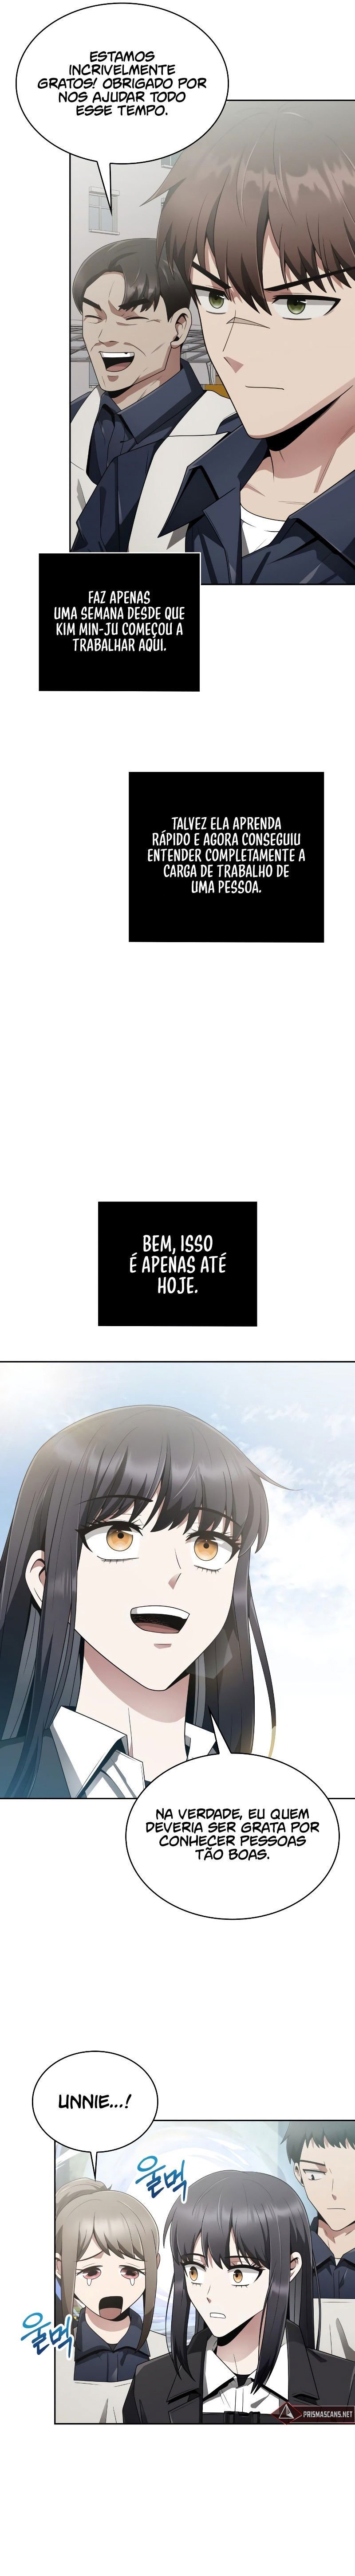 ESTAMOS
INCRIVELMENTE
GRATOS! OBRIGADO POR
NOS AJUDAR TODO
ESSE TEMPO.
FAZ APENAS
UMA SEMANA DESDE QUE
KIM MIN-JU COMEÇOU A
TRABALHAR AQUI.
TALVEZ ELA APRENDA
RÁPIDO E AGORA CONSEGUIU
ENTENDER COMPLETAMENTE A
CARGA DE TRABALHO DE
UMA PESSOA.
BEM, ISSO
É APENAS ATÉ
HOJE.
NA VERDADE, EU QUEM
DEVERIA SER GRATA POR
CONHECER PESSOAS
TÃO BOAS.
UNNIE...!
울먹
울먹
PRISMASCANS.NET